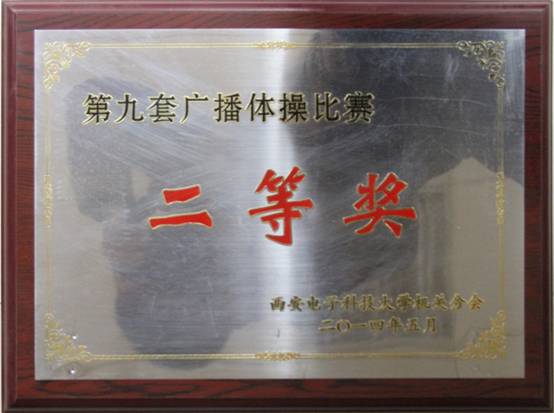 第九套广播体操比赛
二等奖
西安电子科技大学机关分会
二〇一四年五月